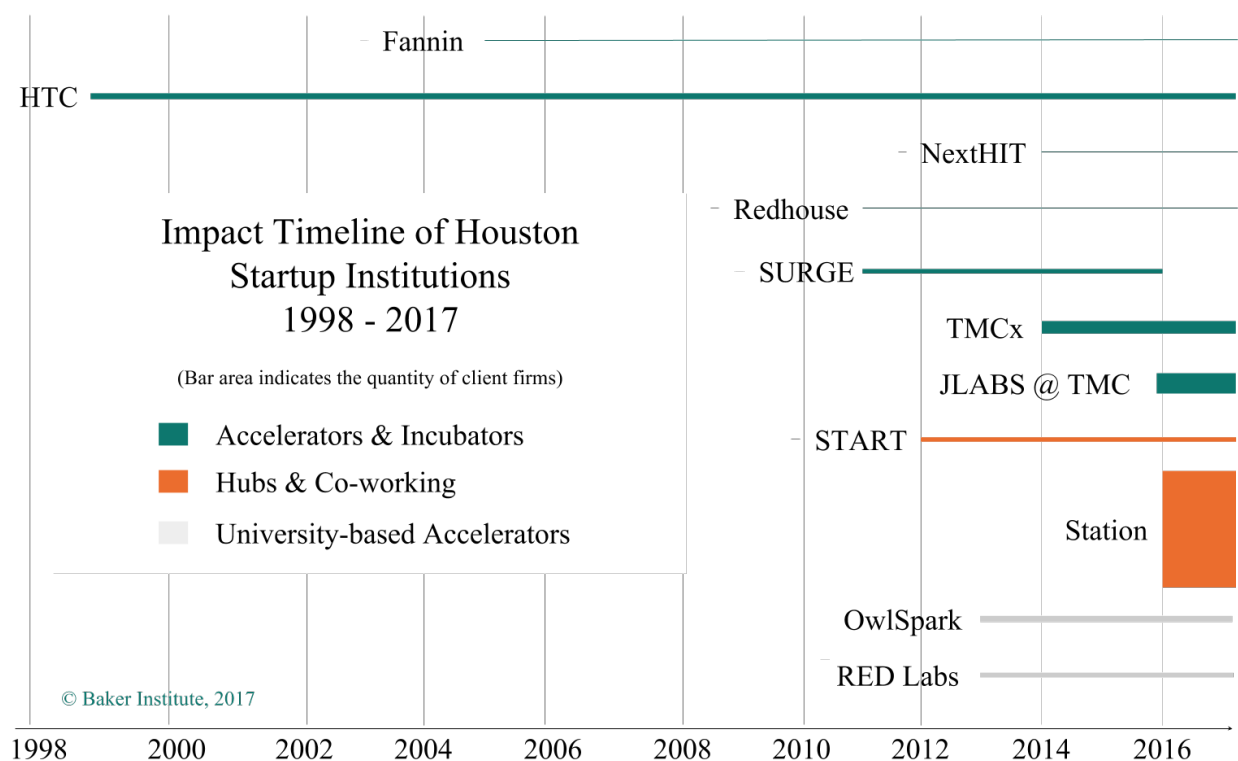 Fannin
HTC
NextHIT
Redhouse
Impact Timeline of Houston
Startup Institutions
1998 - 2017
SURGE
TMCx
(Bar area indicates the quantity of client firms)
JLABS @ TMC
Accelerators & Incubators
START
Hubs & Co-working
University-based Accelerators
Station
OwlSpark
RED Labs
© Baker Institute, 2017
1998 2000 2002 2004 2006 2008 2010 2012 2014 2016